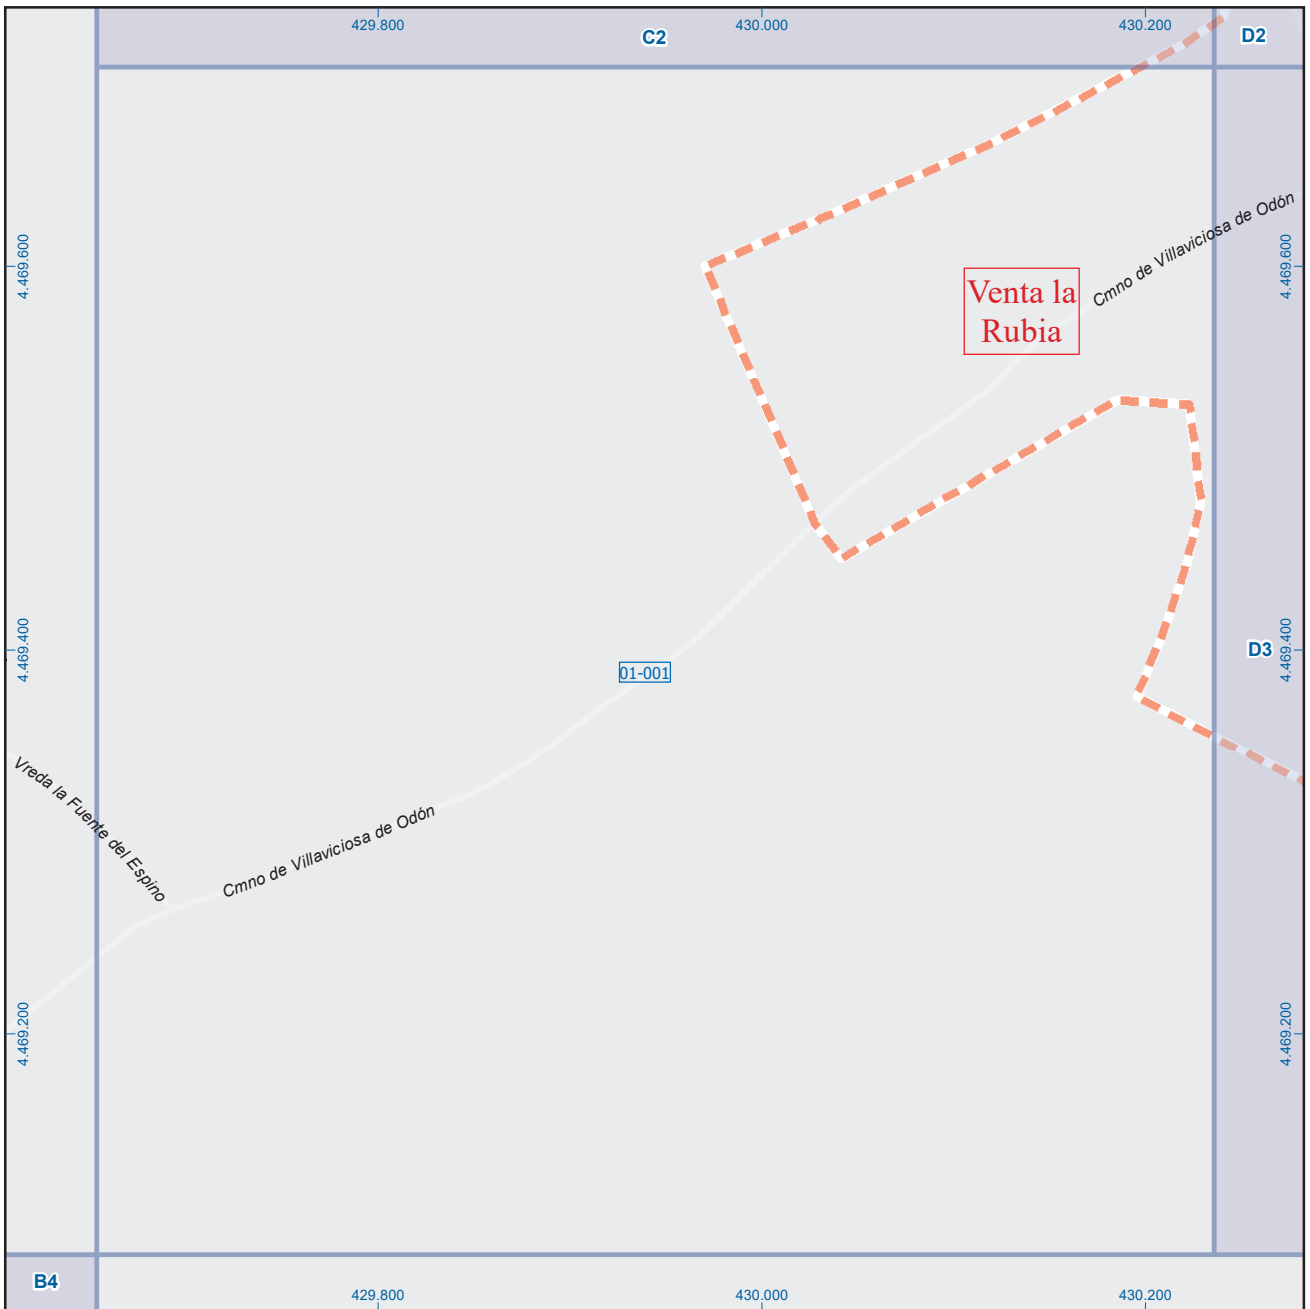 429.800
430.000
430.200
C2
D2
4.469.600
4.469.600
Cmno de Villaviciosa de Odón
Venta la
Rubia
4.469.400
4.469.400
D3
01-001
Vreda la Fuente del Espino
Cmno de Villaviciosa de Odón
4.469.200
4.469.200
B4
429.800
430.000
430.200